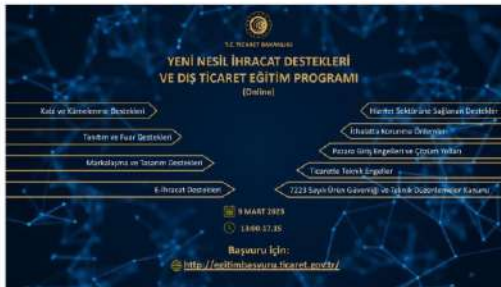 T.C. TİCARET BAKANLIĞI
YENİ NESİL İHRACAT DESTEKLERİ
VE DIŞ TİCARET EĞİTİM PROGRAMI
(Online)
Kalite ve Kümelenme Destekleri
Tanıtım ve Fuar Destekleri
Markalaşma ve Tasarım Destekleri
E-İhracat Destekleri
Hizmet Sektörüne Sağlanan Destekler
İthalatta Korunma Önlemleri
Pazara Giriş Engelleri ve Çözüm Yolları
Ticarette Teknik Engeller
7223 Sayılı Ürün Güvenliği ve Teknik Düzenlemeler Kanunu
9 MART 2023
13:00-17.35
Başvuru için:
http://egitimbasvuru.ticaret.gov.tr/